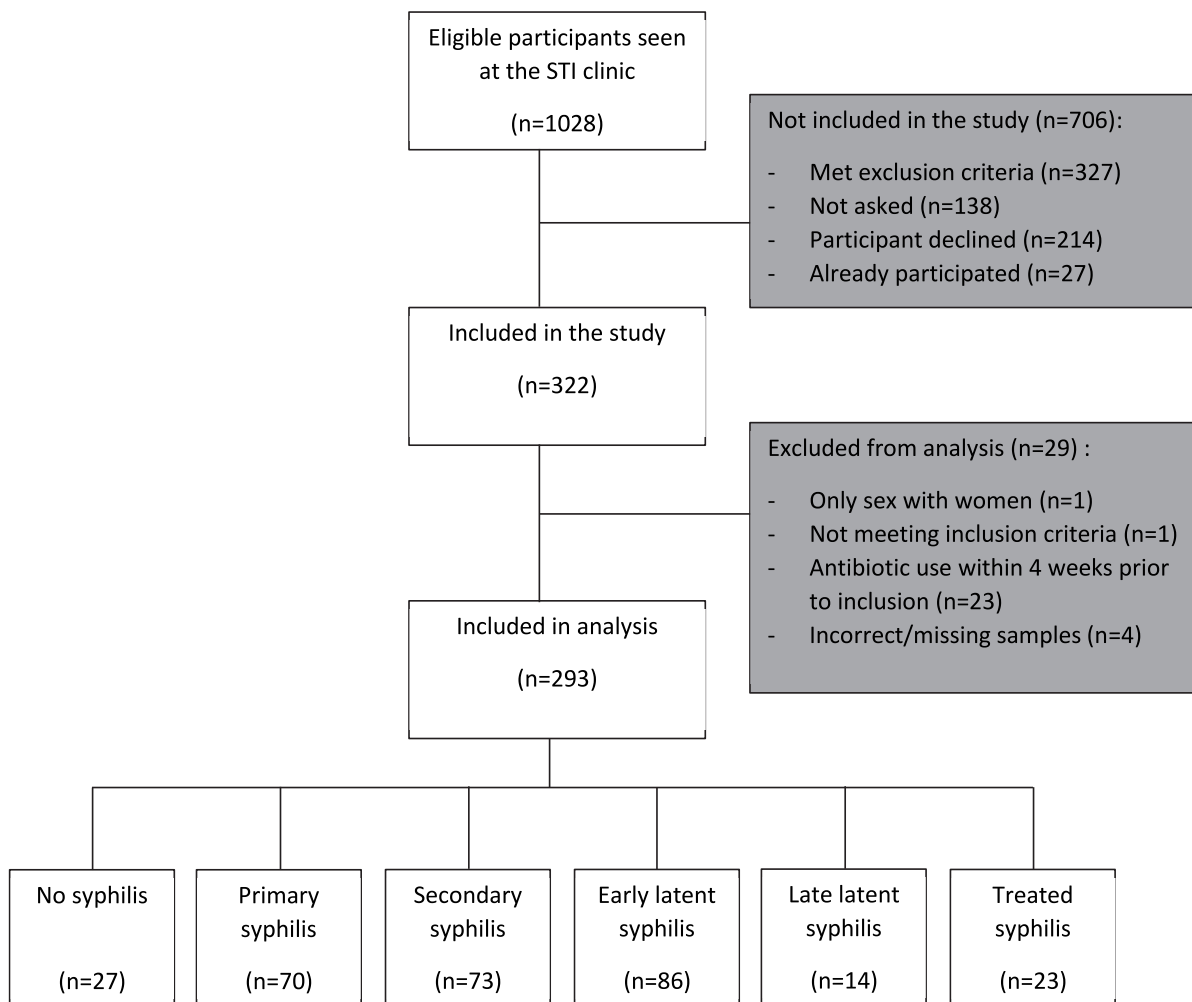 Eligible participants seen
at the STI clinic
(n=1028)
Not included in the study (n=706):
- Met exclusion criteria (n=327)
- Not asked (n=138)
- Participant declined (n=214)
- Already participated (n=27)
Included in the study
(n=322)
Excluded from analysis (n=29) :
- Only sex with women (n=1)
- Not meeting inclusion criteria (n=1)
- Antibiotic use within 4 weeks prior
to inclusion (n=23)
- Incorrect/missing samples (n=4)
Included in analysis
(n=293)
No syphilis
(n=27)
Primary
syphilis
(n=70)
Secondary
syphilis
(n=73)
Early latent
syphilis
(n=86)
Late latent
syphilis
(n=14)
Treated
syphilis
(n=23)